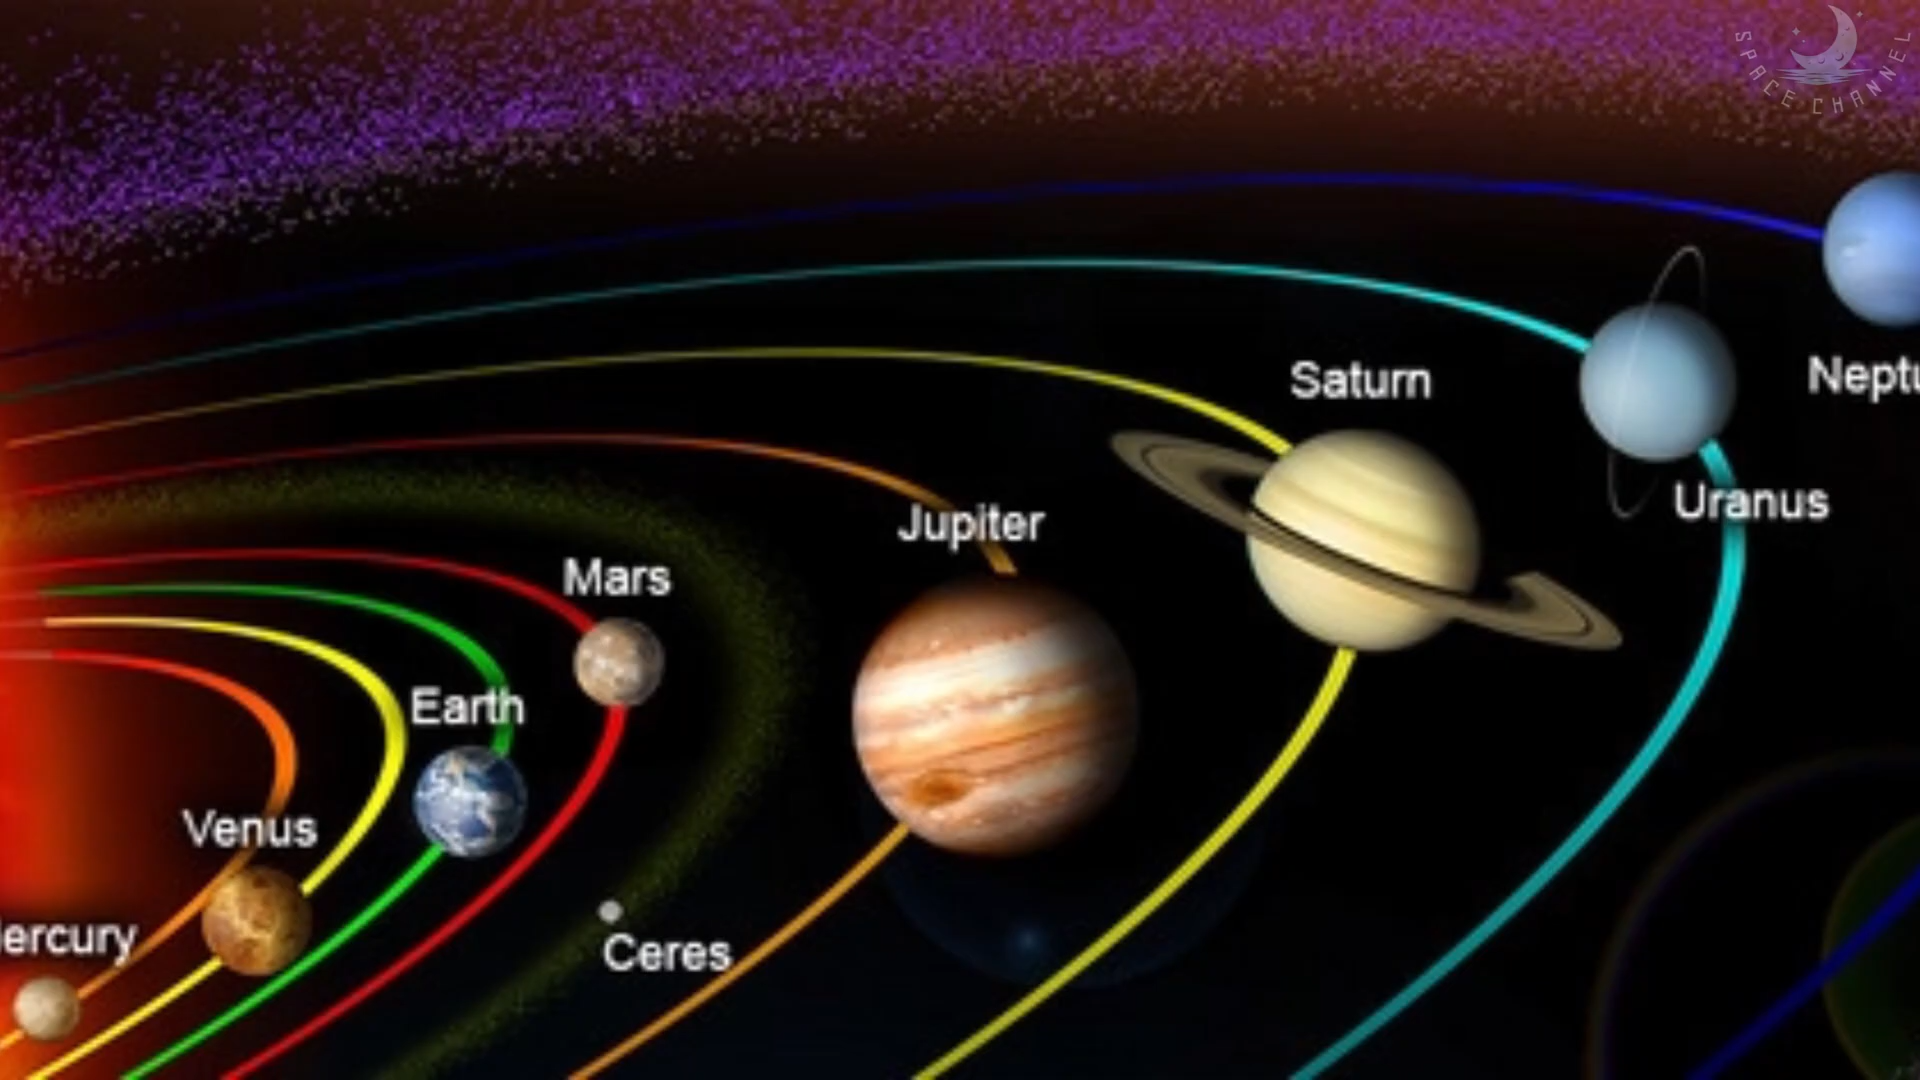 SPACE CHANNEL
Neptu
Saturn
Uranus
Jupiter
Mars
Earth
Venus
ercury
Ceres